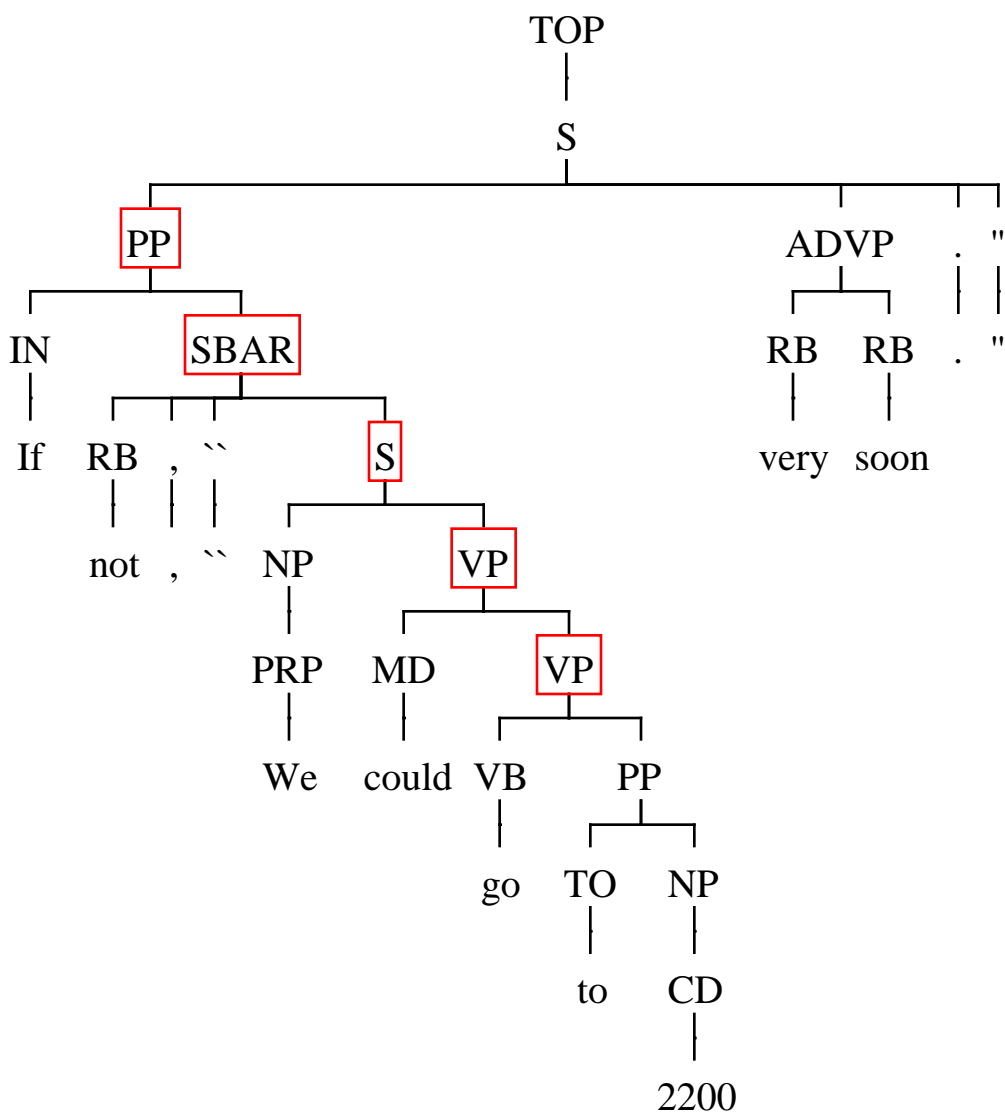 TOP
S
PP ADVP . "
IN SBAR RB RB . "
If RB , `` S very soon
not , `` NP VP
PRP MD VP
We could VB PP
go TO NP
to CD
2200